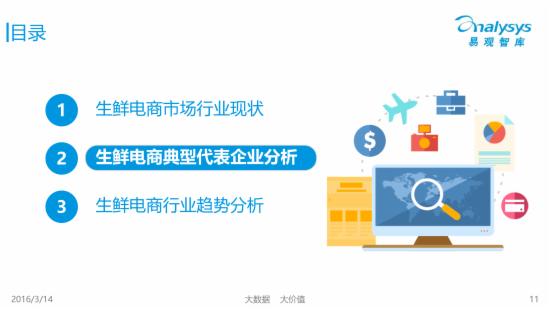 目录
analysys
易观智库
1 生鲜电商市场行业现状
2 生鲜电商典型代表企业分析
3 生鲜电商行业趋势分析
$
2016/3/14 大数据 大价值 11